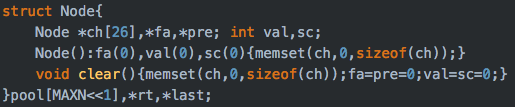 struct Node{
Node *ch[26],*fa,*pre; int val,sc;
Node():fa(0),val(0),sc(0){memset(ch,0,sizeof(ch));}
void clear(){memset(ch,0,sizeof(ch));fa=pre=0;val=sc=0;}
}pool[MAXN<<1],*rt,*last;